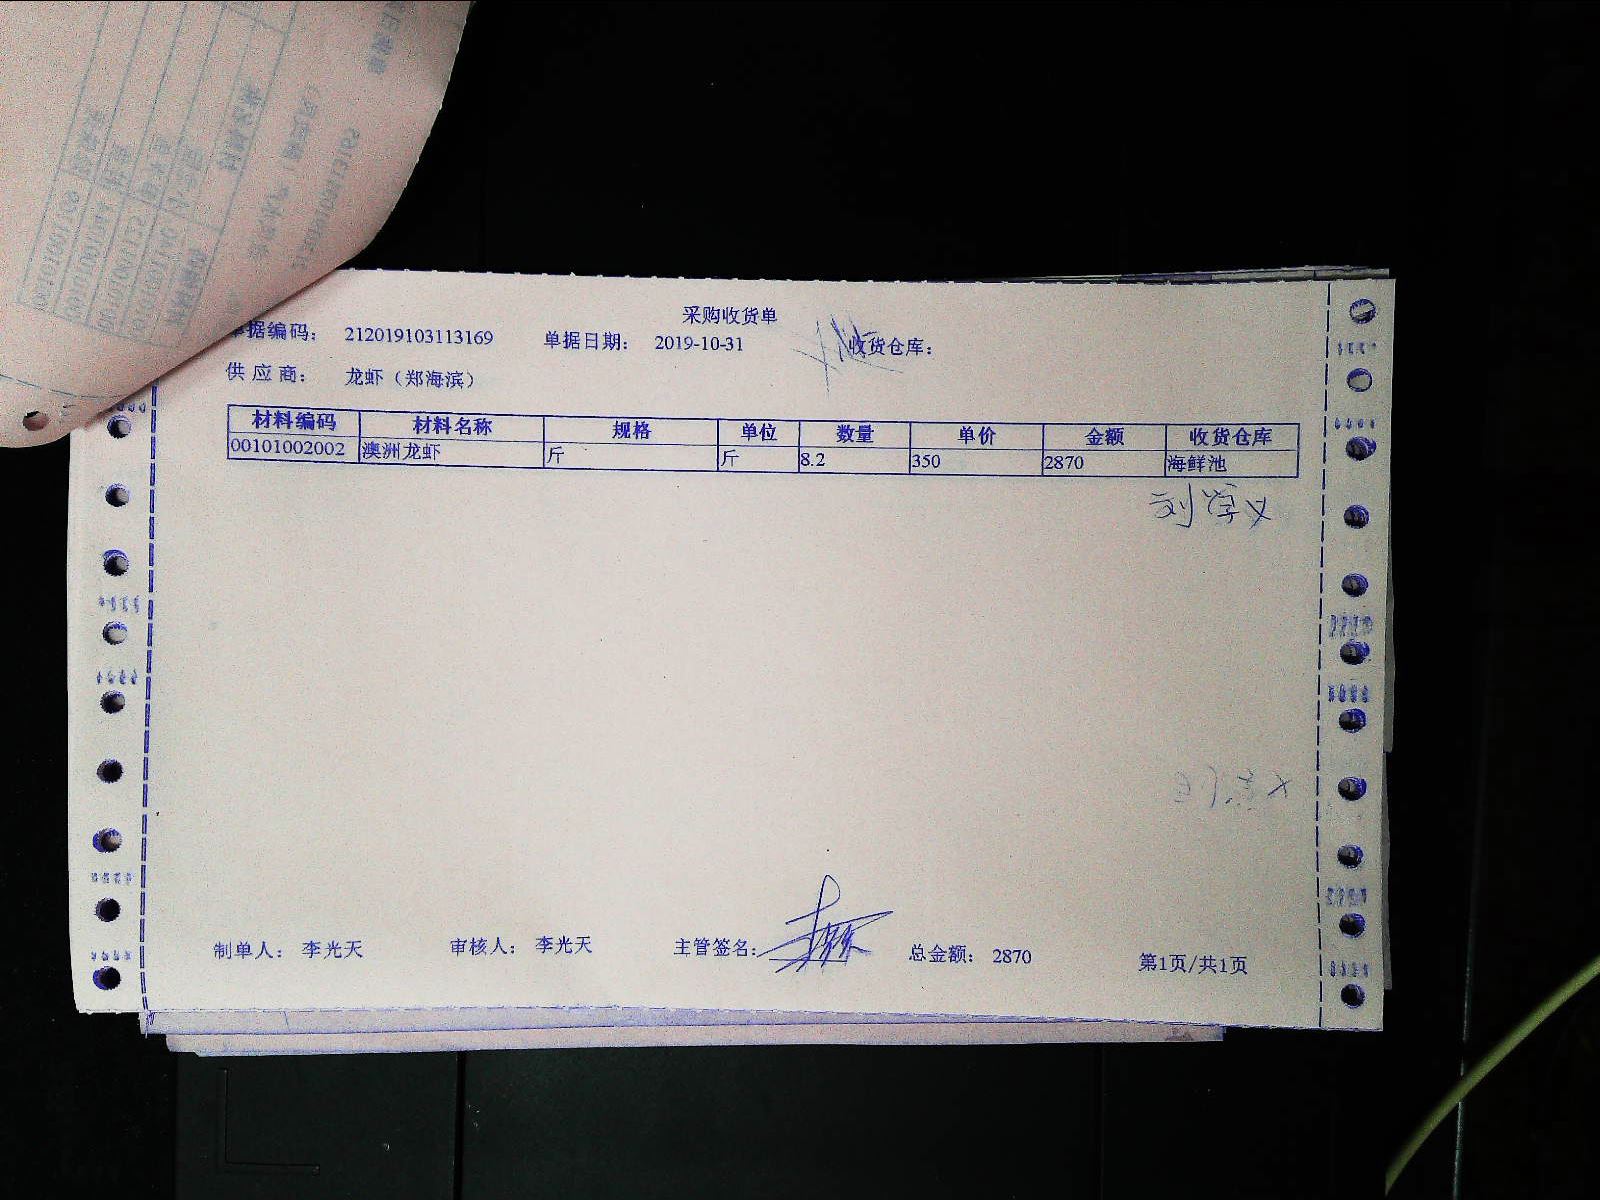 采购收货单
单据编码： 212019103113169 单据日期： 2019-10-31 收货仓库：
供 应 商： 龙虾（郑海滨）
材料编码 材料名称 规格 单位 数量 单价 金额 收货仓库
00101002002 澳洲龙虾 斤 斤 8.2 350 2870 海鲜池
刘学义
制单人： 李光天 审核人： 李光天 主管签名： 总金额： 2870 第1页/共1页